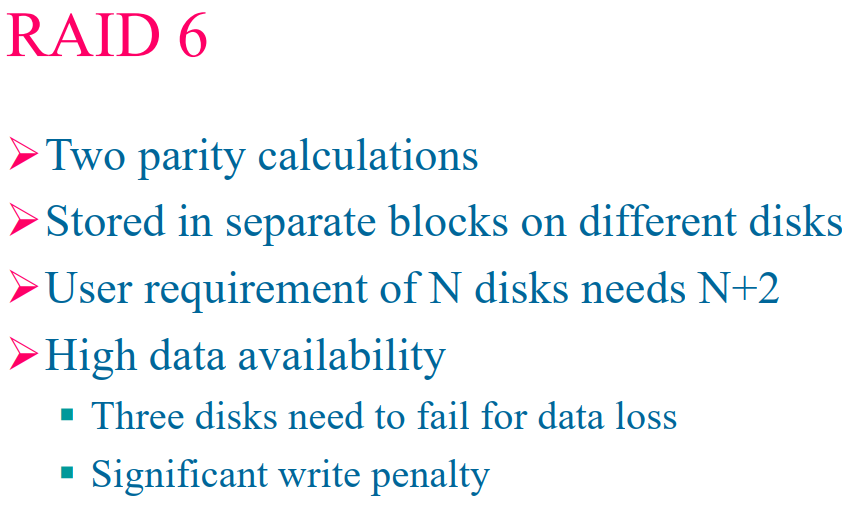 RAID 6
Two parity calculations
Stored in separate blocks on different disks
User requirement of N disks needs N+2
High data availability
Three disks need to fail for data loss
Significant write penalty